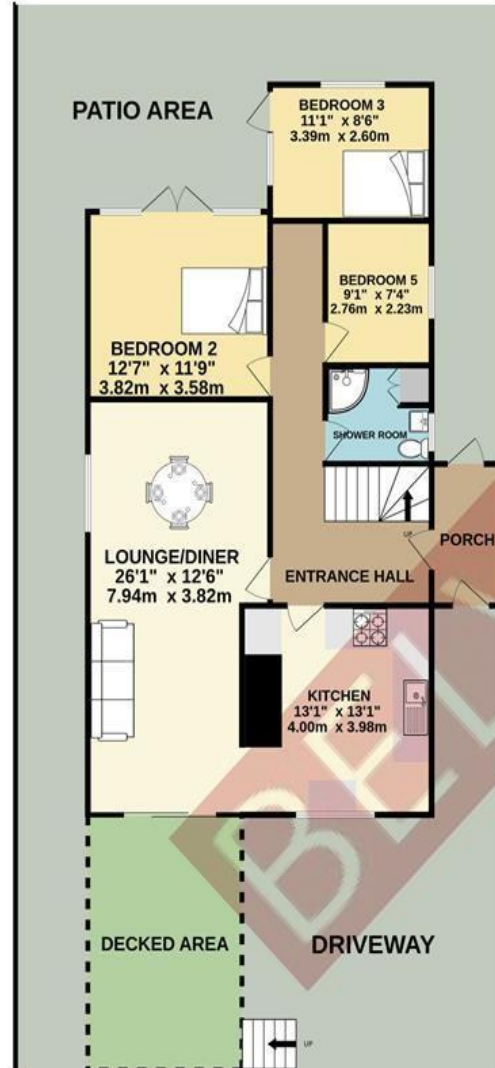 PATIO AREA
BEDROOM 3
11'1" x 8'6"
3.39m x 2.60m
BEDROOM 5
9'1" x 7'4"
2.76m x 2.23m
BEDROOM 2
12'7" x 11'9"
3.82m x 3.58m
SHOWER ROOM
UP
PORCH
LOUNGE/DINER
26'1" x 12'6"
7.94m x 3.82m
ENTRANCE HALL
KITCHEN
13'1" x 13'1"
4.00m x 3.98m
DECKED AREA
DRIVEWAY
UP
BEL